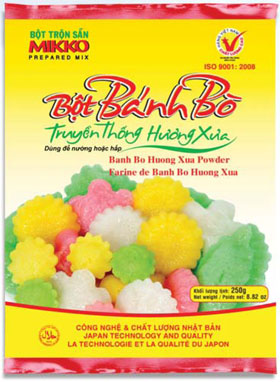 BỘT TRỘN SẴN
MIKKO
PREPARED MIX
ISO 9001: 2008
Bột Bánh Bò
Truyền Thống Hương Xưa
Dùng để nướng hoặc hấp
Banh Bo Huong Xua Powder
Farine de Banh Bo Huong Xua
Khối lượng tịnh: 250g
Net weight / Poids net: 8.82 oz
CÔNG NGHỆ & CHẤT LƯỢNG NHẬT BẢN
JAPAN TECHNOLOGY AND QUALITY
LA TECHNOLOGIE ET LA QUALITÉ DU JAPON